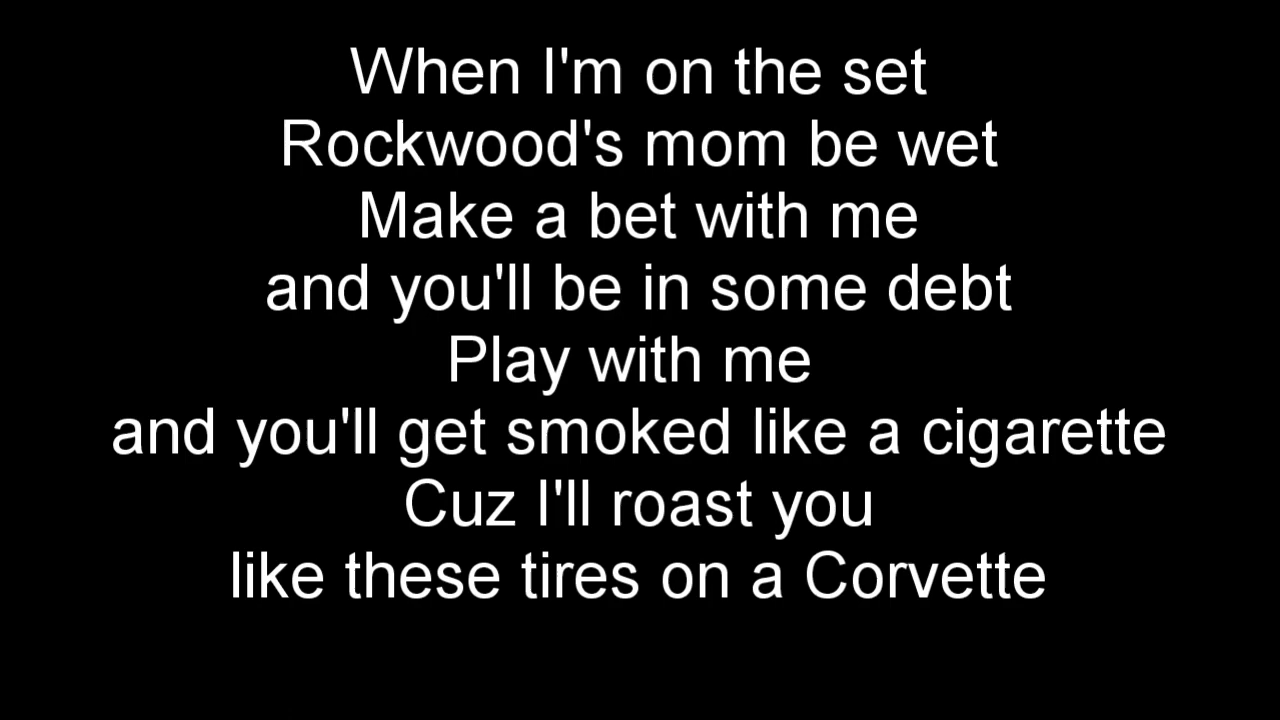 When I'm on the set
Rockwood's mom be wet
Make a bet with me
and you'll be in some debt
Play with me
and you'll get smoked like a cigarette
Cuz I'll roast you
like these tires on a Corvette